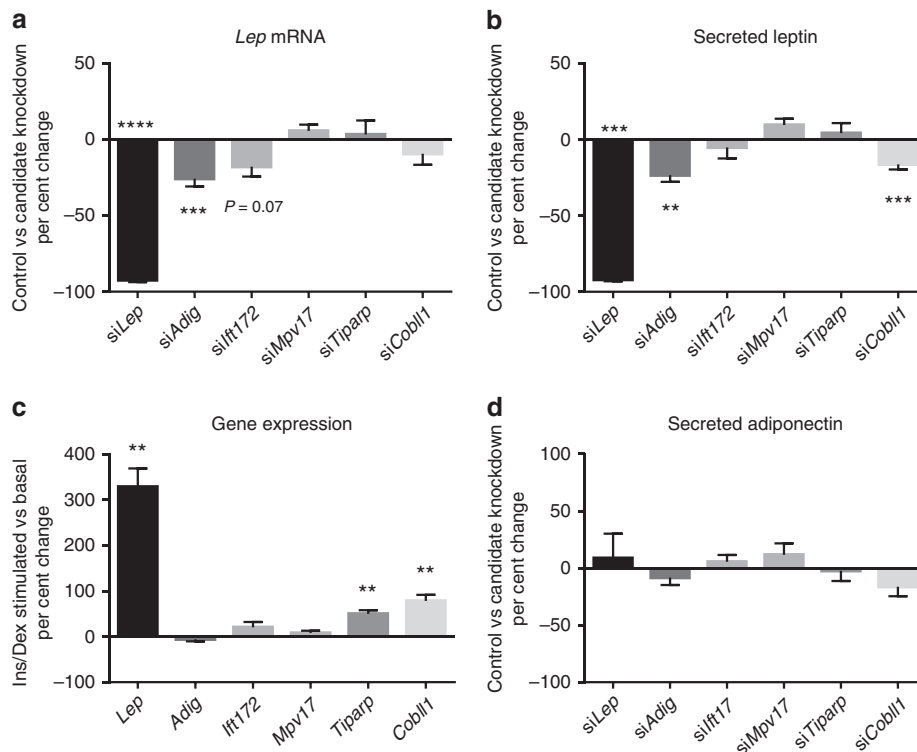 a
Lep mRNA
Control vs candidate knockdown
per cent change
50
0
–50
–100
****
***
P = 0.07
siLep
siAdig
siIft172
siMpv17
siTiparp
siCobll1
b
Secreted leptin
Control vs candidate knockdown
per cent change
50
0
–50
–100
***
**
***
siLep
siAdig
siIft172
siMpv17
siTiparp
siCobll1
c
Gene expression
Ins/Dex stimulated vs basal
per cent change
400
300
200
100
0
–100
**
**
**
Lep
Adig
Ift172
Mpv17
Tiparp
Cobll1
d
Secreted adiponectin
Control vs candidate knockdown
per cent change
100
50
0
–50
–100
siLep
siAdig
siIft17
siMpv17
siTiparp
siCobll1